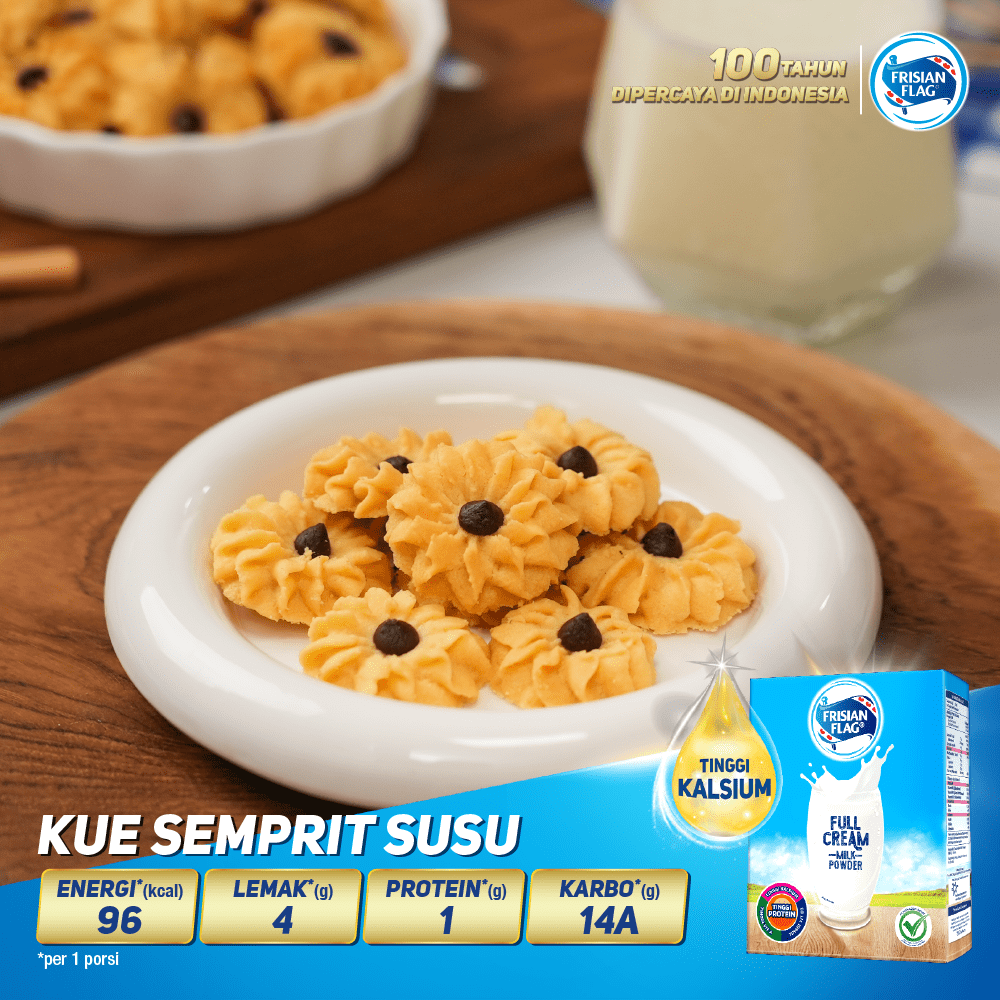 100 TAHUN
DIPERCAYA DI INDONESIA
FRISIAN
FLAG®
TINGGI
KALSIUM
FRISIAN
FLAG®
FULL
CREAM
MILK
POWDER
TINGGI
PROTEIN
KUE SEMPRIT SUSU
ENERGI*(kcal)
96
LEMAK*(g)
4
PROTEIN*(g)
1
KARBO*(g)
14A
*per 1 porsi